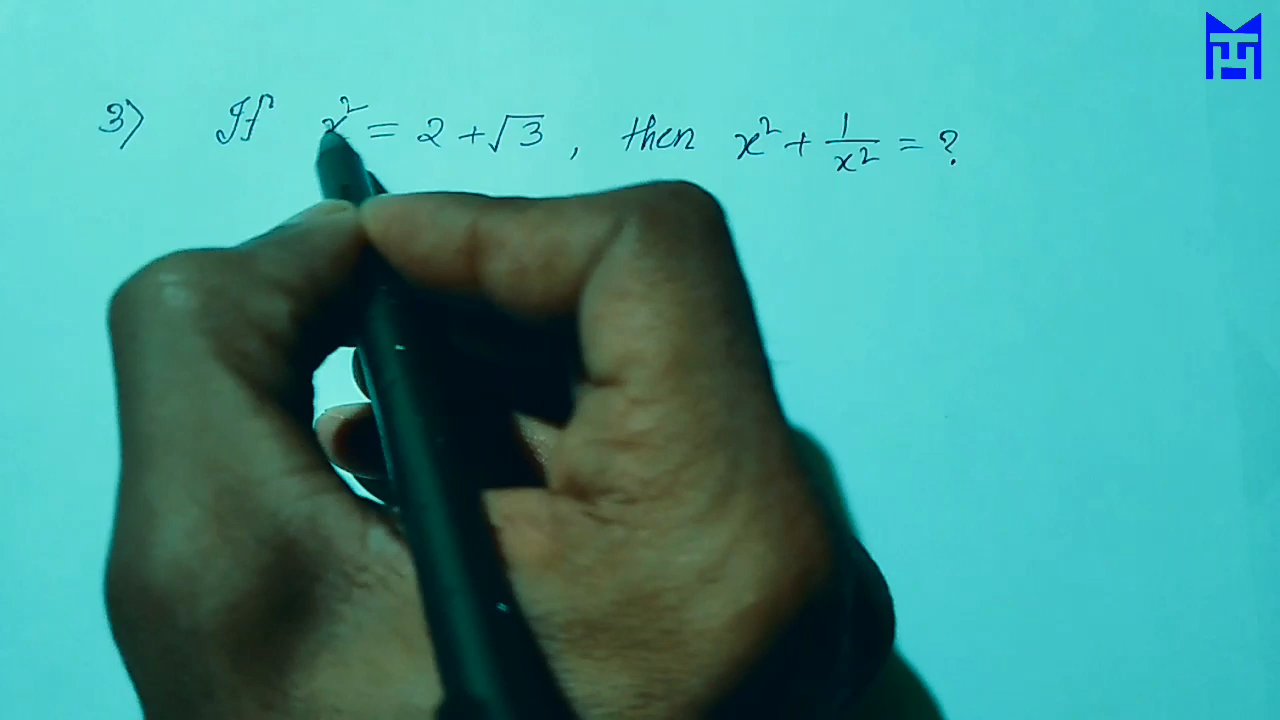 3) If x² = 2 + √3 , then x² + 1/x² = ?